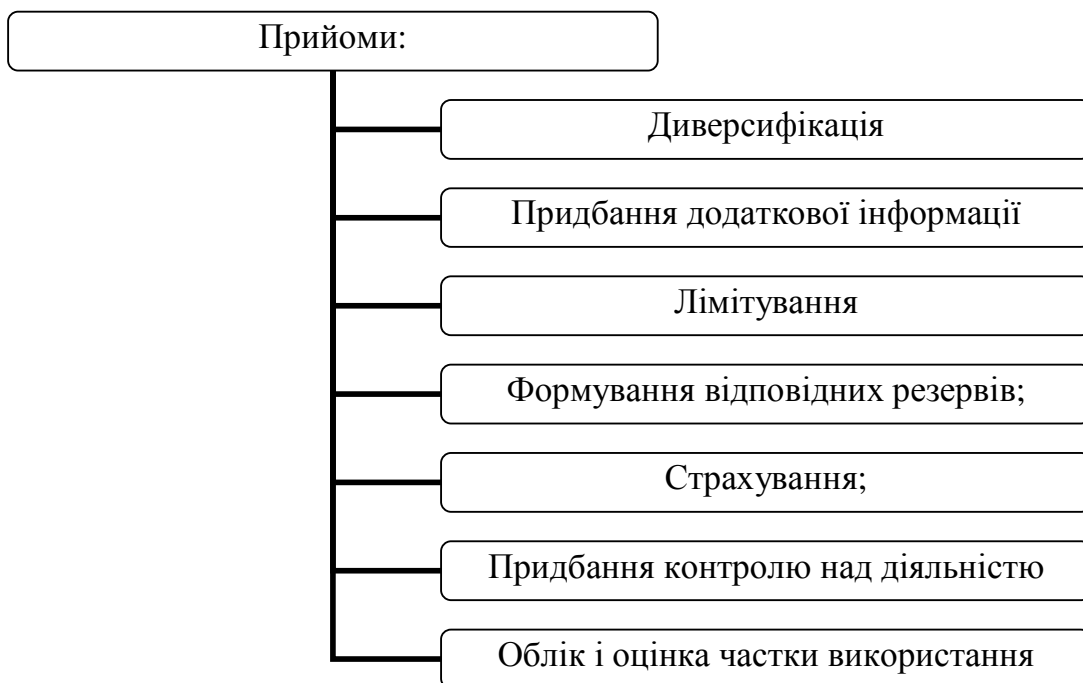 Прийоми:
Диверсифікація
Придбання додаткової інформації
Лімітування
Формування відповідних резервів;
Страхування;
Придбання контролю над діяльністю
Облік і оцінка частки використання